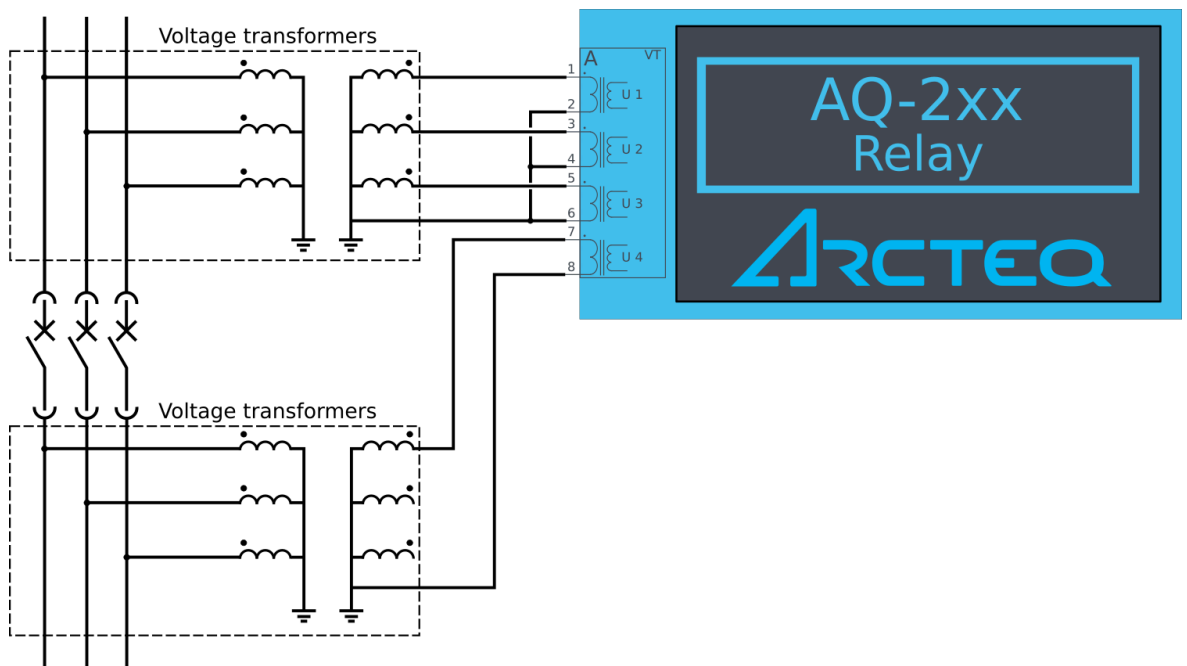 Voltage transformers
A VT
1
U 1
2
3
U 2
4
5
U 3
6
7
U 4
8
AQ-2xx
Relay
ARCTEQ
Voltage transformers